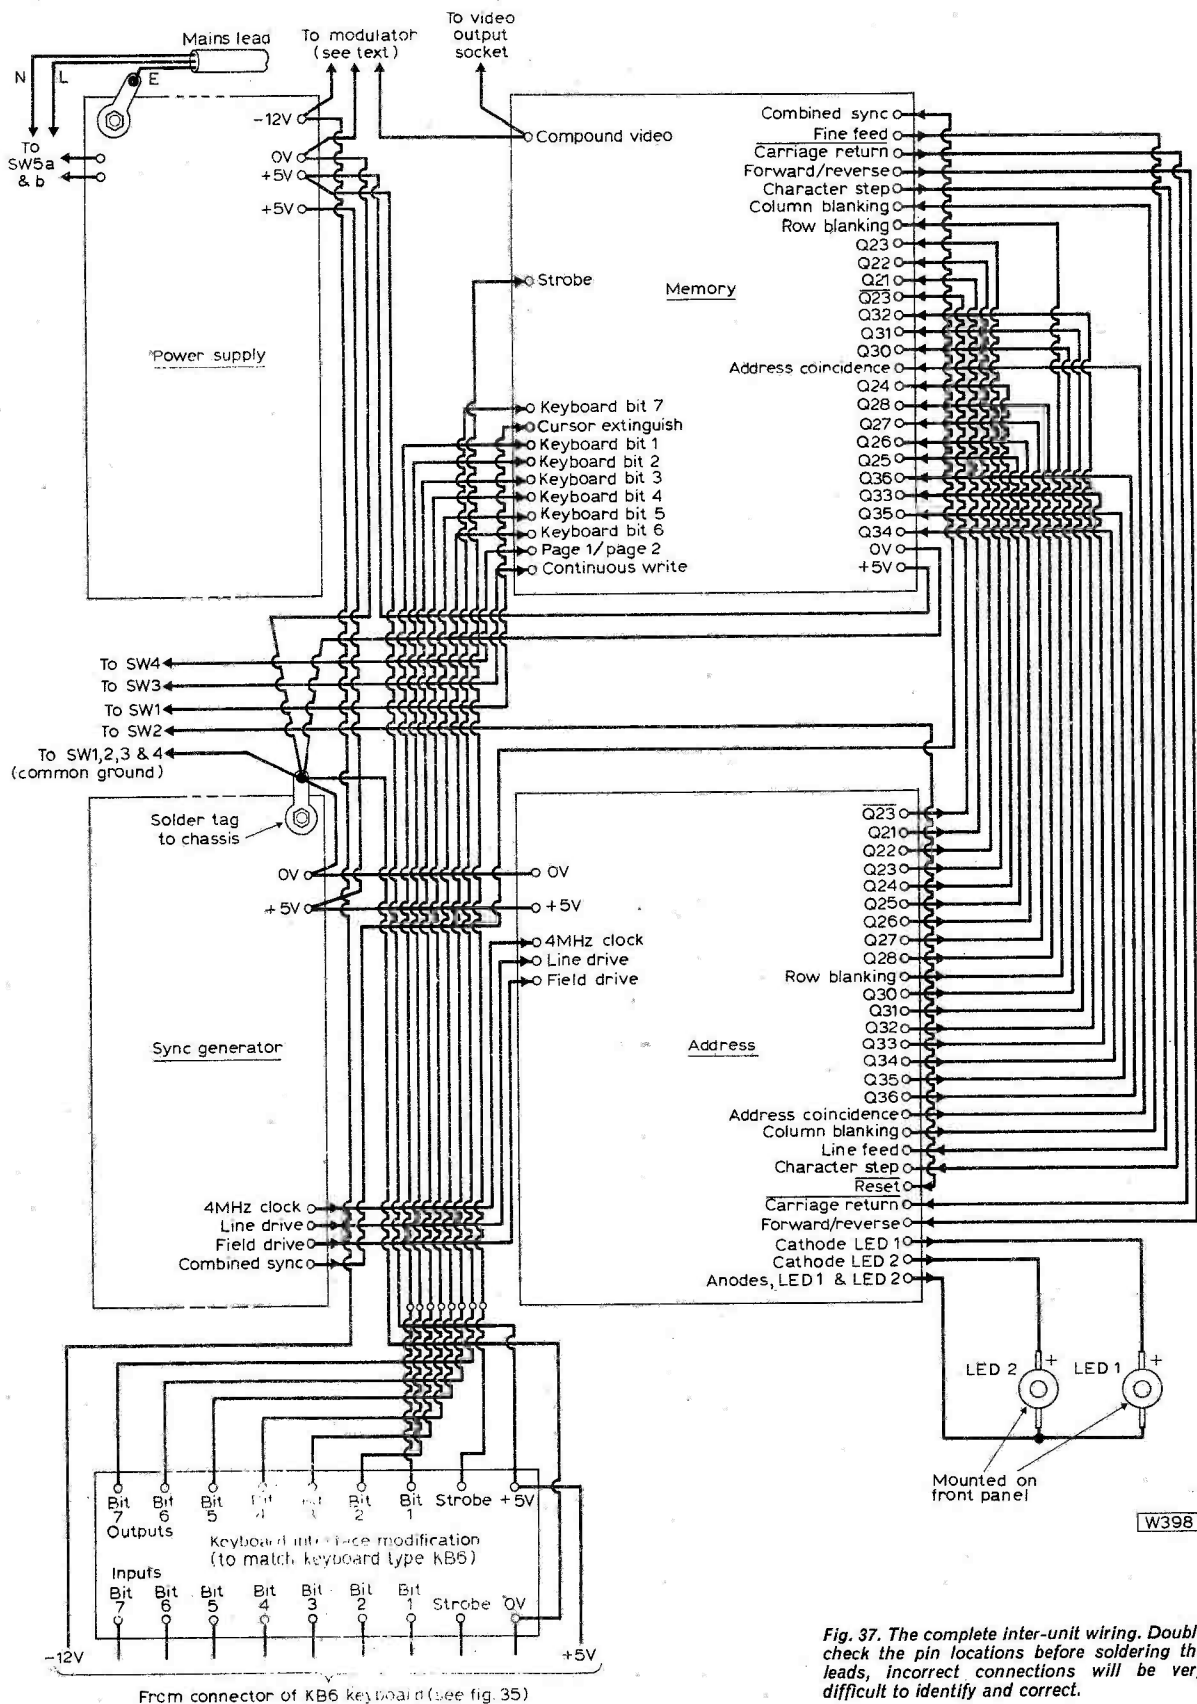 Mains lead
N
L
E
To
SW5a
& b
To modulator
(see text)
To video
output
socket
-12V
0V
+5V
+5V
Power supply
Compound video
Strobe
Memory
Keyboard bit 7
Cursor extinguish
Keyboard bit 1
Keyboard bit 2
Keyboard bit 3
Keyboard bit 4
Keyboard bit 5
Keyboard bit 6
Page 1/page 2
Continuous write
Combined sync
Fine feed
Carriage return
Forward/reverse
Character step
Column blanking
Row blanking
Q23
Q22
Q21
Q23
Q32
Q31
Q30
Address coincidence
Q24
Q28
Q27
Q26
Q25
Q36
Q33
Q35
Q34
0V
+5V
To SW4
To SW3
To SW1
To SW2
To SW1,2,3 & 4
(common ground)
Solder tag
to chassis
0V
+5V
Sync generator
4MHz clock
Line drive
Field drive
Combined sync
0V
+5V
4MHz clock
Line drive
Field drive
Address
Q23
Q21
Q22
Q23
Q24
Q25
Q26
Q27
Q28
Row blanking
Q30
Q31
Q32
Q33
Q34
Q35
Q36
Address coincidence
Column blanking
Line feed
Character step
Reset
Carriage return
Forward/reverse
Cathode LED 1
Cathode LED 2
Anodes, LED 1 & LED 2
LED 2
+
LED 1
+
Mounted on
front panel
W398
Bit 7
Bit 6
Bit 5
Bit 4
Bit 3
Bit 2
Bit 1
Strobe
+5V
Outputs
Keyboard interface modification
(to match keyboard type KB6)
Inputs
Bit 7
Bit 6
Bit 5
Bit 4
Bit 3
Bit 2
Bit 1
Strobe
0V
-12V
+5V
From connector of KB6 keyboard (see fig. 35)
Fig. 37. The complete inter-unit wiring. Doubl
check the pin locations before soldering th
leads, incorrect connections will be ver
difficult to identify and correct.